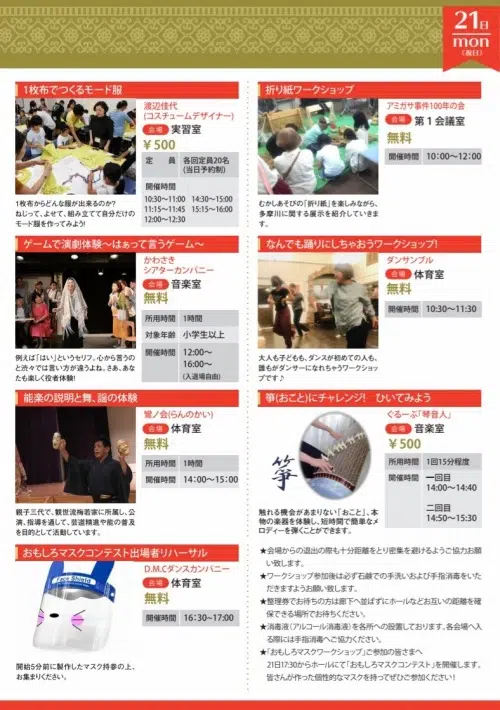 21日
mon
（祝日）
1枚布でつくるモード服
渡辺佳代
(コスチュームデザイナー)
会場 実習室
￥500
定　員 各回定員20名
(当日予約制)
開催時間
10:30〜11:00 14:30〜15:00
11:15〜11:45 15:15〜16:00
12:00〜12:30
1枚布からどんな服が出来るのか?
ねじって、よせて、組み立てて自分だけの
モード服を作ってみよう!
ゲームで演劇体験〜はぁって言うゲーム〜
かわさき
シアターカンパニー
会場 音楽室
無料
所用時間 1時間
対象年齢 小学生以上
開催時間 12:00〜
16:00〜
(入退場自由)
例えば「はい」というセリフ。心から言うの
と渋々では言い方が違うよね。さあ、あな
たも楽しく役者体験!
能楽の説明と舞、謡の体験
鸞ノ会(らんのかい)
会場 体育室
無料
所用時間 1時間
開催時間 14:00〜15:00
親子三代で、観世流梅若家に所属し、公
演、指導を通して、芸道精進や能の普及
を目的として活動しています。
おもしろマスクコンテスト出場者リハーサル
D.M.Cダンスカンパニー
会場 体育室
無料
開催時間 16:30〜17:00
Face Shield
開始5分前に製作したマスク持参の上、
お集まりください。
折り紙ワークショップ
アミガサ事件100年の会
会場 第1会議室
無料
開催時間 10:00〜12:00
むかしあそびの「折り紙」を楽しみながら、
多摩川に関する展示を紹介していきま
す。
なんでも踊りにしちゃおうワークショップ!
ダンサンブル
会場 体育室
無料
開催時間 10:30〜11:30
大人も子どもも、ダンスが初めての人も、
誰もがダンサーになれちゃうワークショッ
プです♪
箏(おこと)にチャレンジ!　ひいてみよう
ぐるーぷ「琴音人」
会場 音楽室
￥500
所用時間 1回15分程度
開催時間 一回目
14:00〜14:40
二回目
14:50〜15:30
箏
触れる機会があまりない「おこと」、本
物の楽器を体験し、短時間で簡単なメ
ロディーを弾くことができます。
★会場からの退出の際も十分距離をとり密集を避けるようご協力お願
い致します。
★ワークショップ参加後は必ず石鹸での手洗いおよび手指消毒をいた
だきますようお願い致します。
★整理券でお待ちの方は廊下へ並ばずにホールなどお互いの距離を確
保できる場所でお待ちください。
★消毒液（アルコール消毒液）を各所への設置しております。各会場へ入
る際には手指消毒へご協力ください。
★「おもしろマスクワークショップ」ご参加の皆さまへ
21日17:30からホールにて「おもしろマスクコンテスト」を開催します。
皆さんが作った個性的なマスクを持ってぜひご参加ください!